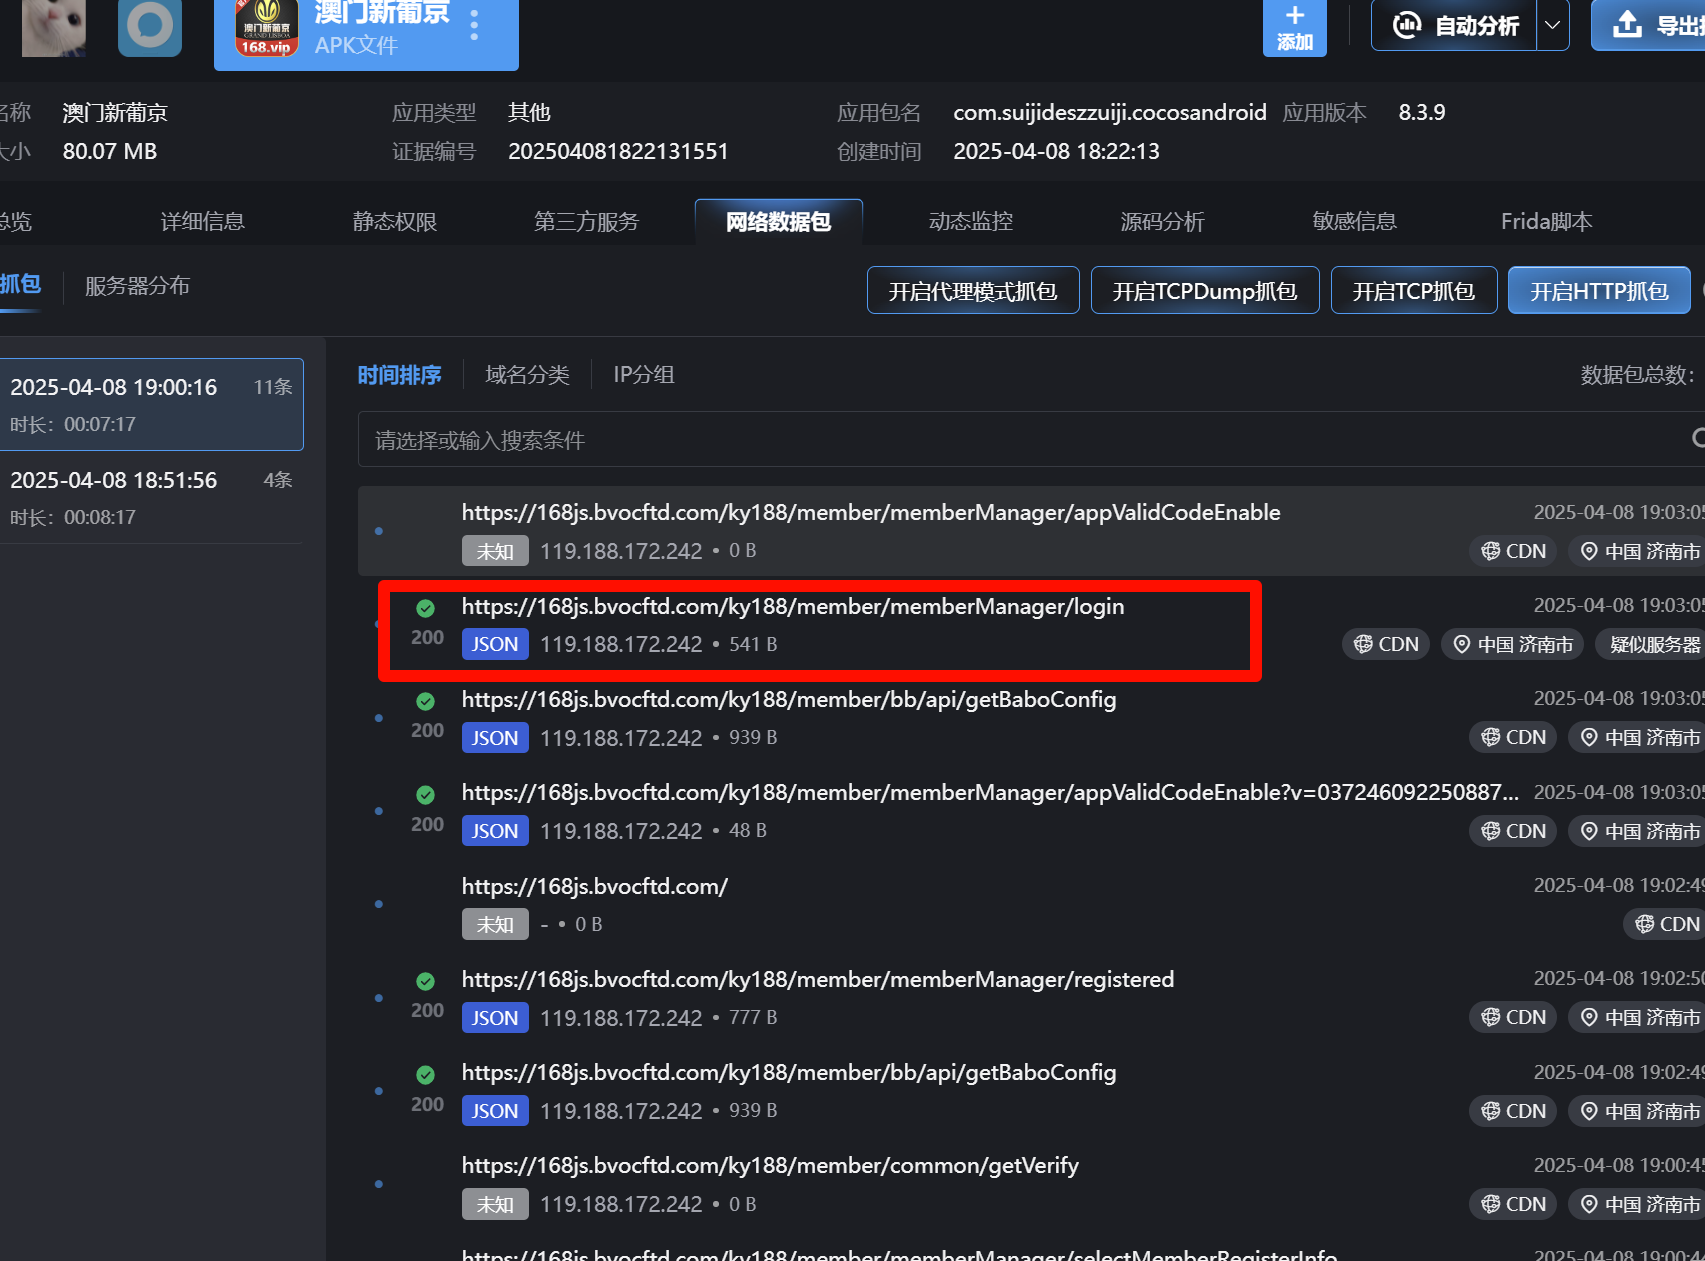 澳门新葡京
APK文件
澳门新葡京
GRAND LISBOA
168.vip
添加
自动分析
导出
名称 澳门新葡京 应用类型 其他 应用包名 com.suijideszzuiji.cocosandroid 应用版本 8.3.9
大小 80.07 MB 证据编号 202504081822131551 创建时间 2025-04-08 18:22:13
总览 详细信息 静态权限 第三方服务 网络数据包 动态监控 源码分析 敏感信息 Frida脚本
抓包 服务器分布 开启代理模式抓包 开启TCPDump抓包 开启TCP抓包 开启HTTP抓包
2025-04-08 19:00:16 11条
时长：00:07:17
2025-04-08 18:51:56 4条
时长：00:08:17
时间排序 域名分类 IP分组 数据包总数：
请选择或输入搜索条件
https://168js.bvocftd.com/ky188/member/memberManager/appValidCodeEnable 2025-04-08 19:03:05
未知 119.188.172.242 • 0 B CDN 中国 济南市
https://168js.bvocftd.com/ky188/member/memberManager/login 2025-04-08 19:03:05
200 JSON 119.188.172.242 • 541 B CDN 中国 济南市 疑似服务器
https://168js.bvocftd.com/ky188/member/bb/api/getBaboConfig 2025-04-08 19:03:05
200 JSON 119.188.172.242 • 939 B CDN 中国 济南市
https://168js.bvocftd.com/ky188/member/memberManager/appValidCodeEnable?v=037246092250887... 2025-04-08 19:03:05
200 JSON 119.188.172.242 • 48 B CDN 中国 济南市
https://168js.bvocftd.com/ 2025-04-08 19:02:49
未知 - • 0 B CDN
https://168js.bvocftd.com/ky188/member/memberManager/registered 2025-04-08 19:02:50
200 JSON 119.188.172.242 • 777 B CDN 中国 济南市
https://168js.bvocftd.com/ky188/member/bb/api/getBaboConfig 2025-04-08 19:02:49
200 JSON 119.188.172.242 • 939 B CDN 中国 济南市
https://168js.bvocftd.com/ky188/member/common/getVerify 2025-04-08 19:00:45
未知 119.188.172.242 • 0 B CDN 中国 济南市
https://168js.bvocftd.com/ky188/member/memberManager/selectMemberRegisterInfo 2025-04-08 19:00:44